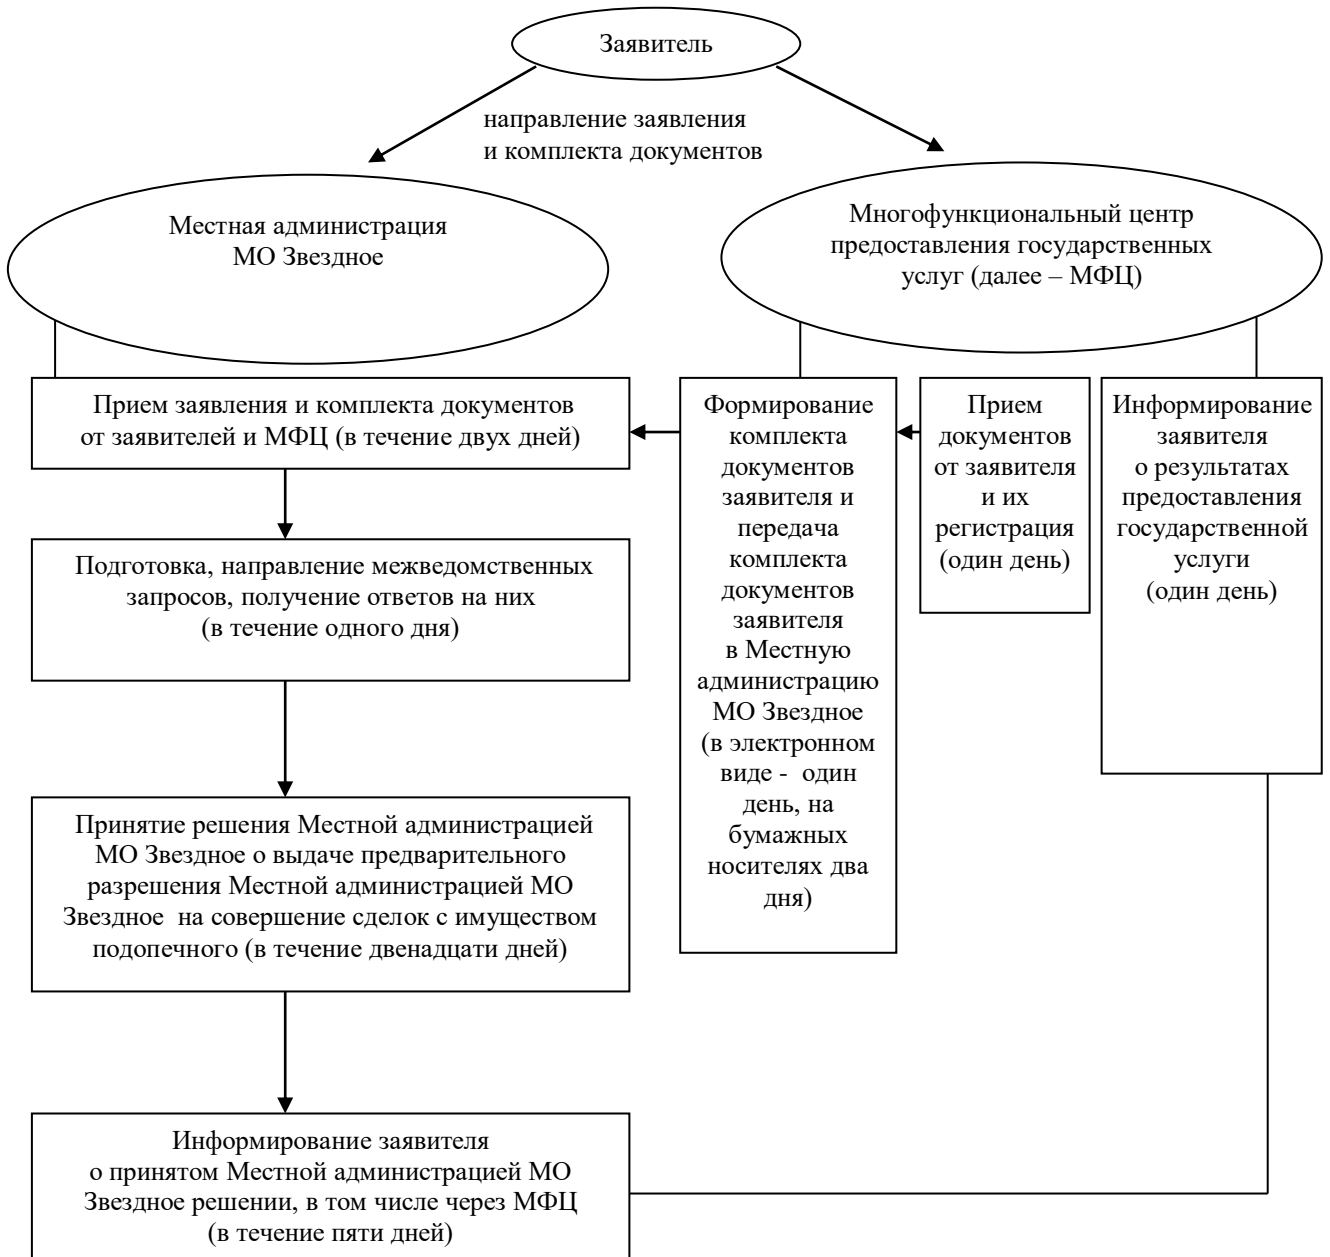 Заявитель
направление заявления
и комплекта документов
Местная администрация
МО Звездное
Многофункциональный центр
предоставления государственных
услуг (далее – МФЦ)
Прием заявления и комплекта документов
от заявителей и МФЦ (в течение двух дней)
Формирование
комплекта
документов
заявителя и
передача
комплекта
документов
заявителя
в Местную
администрацию
МО Звездное
(в электронном
виде -  один
день, на
бумажных
носителях два
дня)
Прием
документов
от заявителя
и их
регистрация
(один день)
Информирование
заявителя
о результатах
предоставления
государственной
услуги
(один день)
Подготовка, направление межведомственных
запросов, получение ответов на них
(в течение одного дня)
Принятие решения Местной администрацией
МО Звездное о выдаче предварительного
разрешения Местной администрацией МО
Звездное  на совершение сделок с имуществом
подопечного (в течение двенадцати дней)
Информирование заявителя
о принятом Местной администрацией МО
Звездное решении, в том числе через МФЦ
(в течение пяти дней)